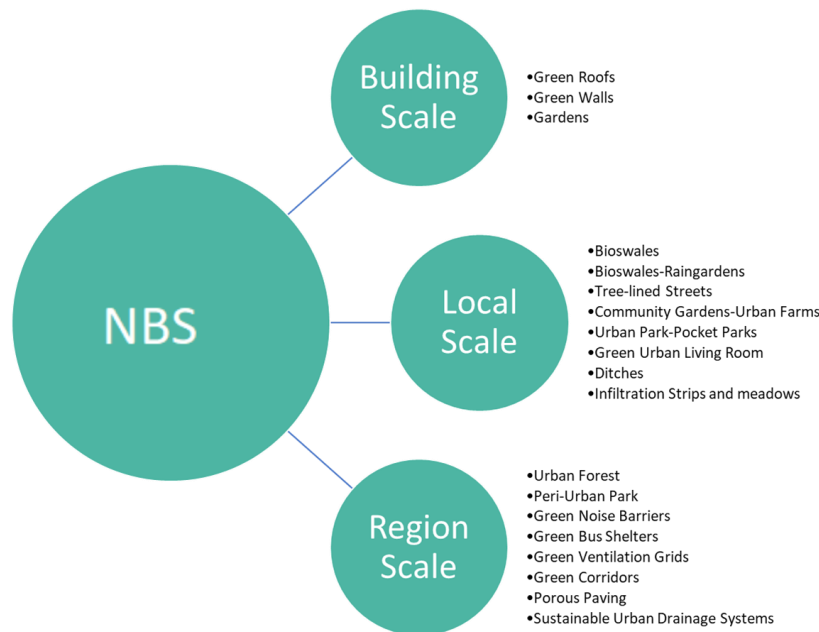 Building
Scale
•Green Roofs
•Green Walls
•Gardens
NBS
Local
Scale
•Bioswales
•Bioswales-Raingardens
•Tree-lined Streets
•Community Gardens-Urban Farms
•Urban Park-Pocket Parks
•Green Urban Living Room
•Ditches
•Infiltration Strips and meadows
Region
Scale
•Urban Forest
•Peri-Urban Park
•Green Noise Barriers
•Green Bus Shelters
•Green Ventilation Grids
•Green Corridors
•Porous Paving
•Sustainable Urban Drainage Systems